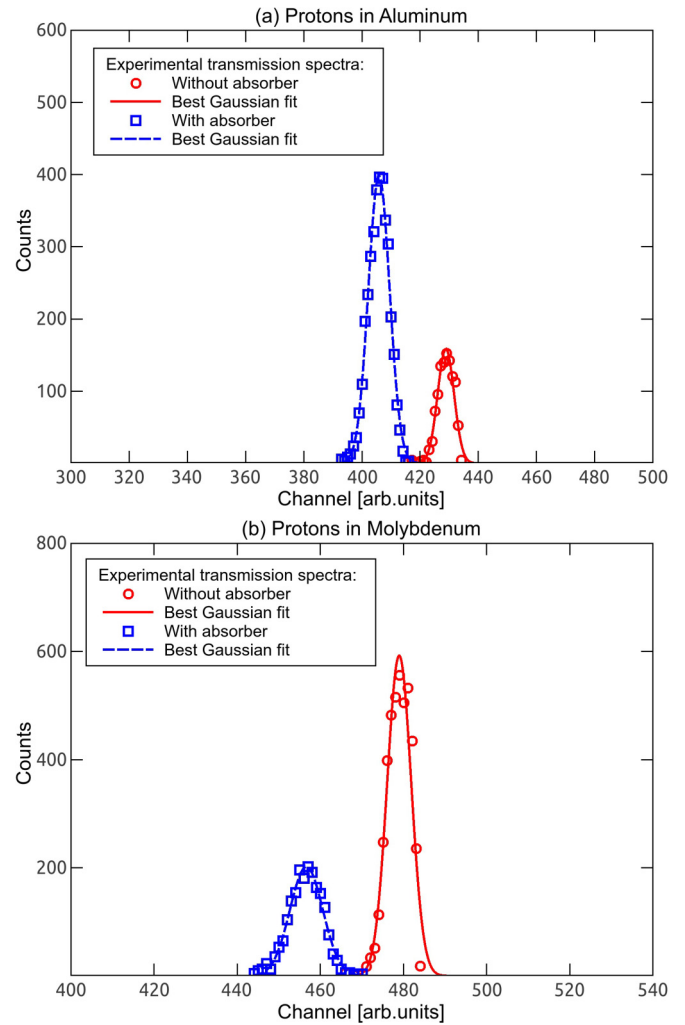 (a) Protons in Aluminum
600
500
400
300
200
100
Counts
Experimental transmission spectra:
Without absorber
Best Gaussian fit
With absorber
Best Gaussian fit
300 320 340 360 380 400 420 440 460 480 500
Channel [arb.units]
(b) Protons in Molybdenum
800
600
400
200
Counts
Experimental transmission spectra:
Without absorber
Best Gaussian fit
With absorber
Best Gaussian fit
400 420 440 460 480 500 520 540
Channel [arb.units]